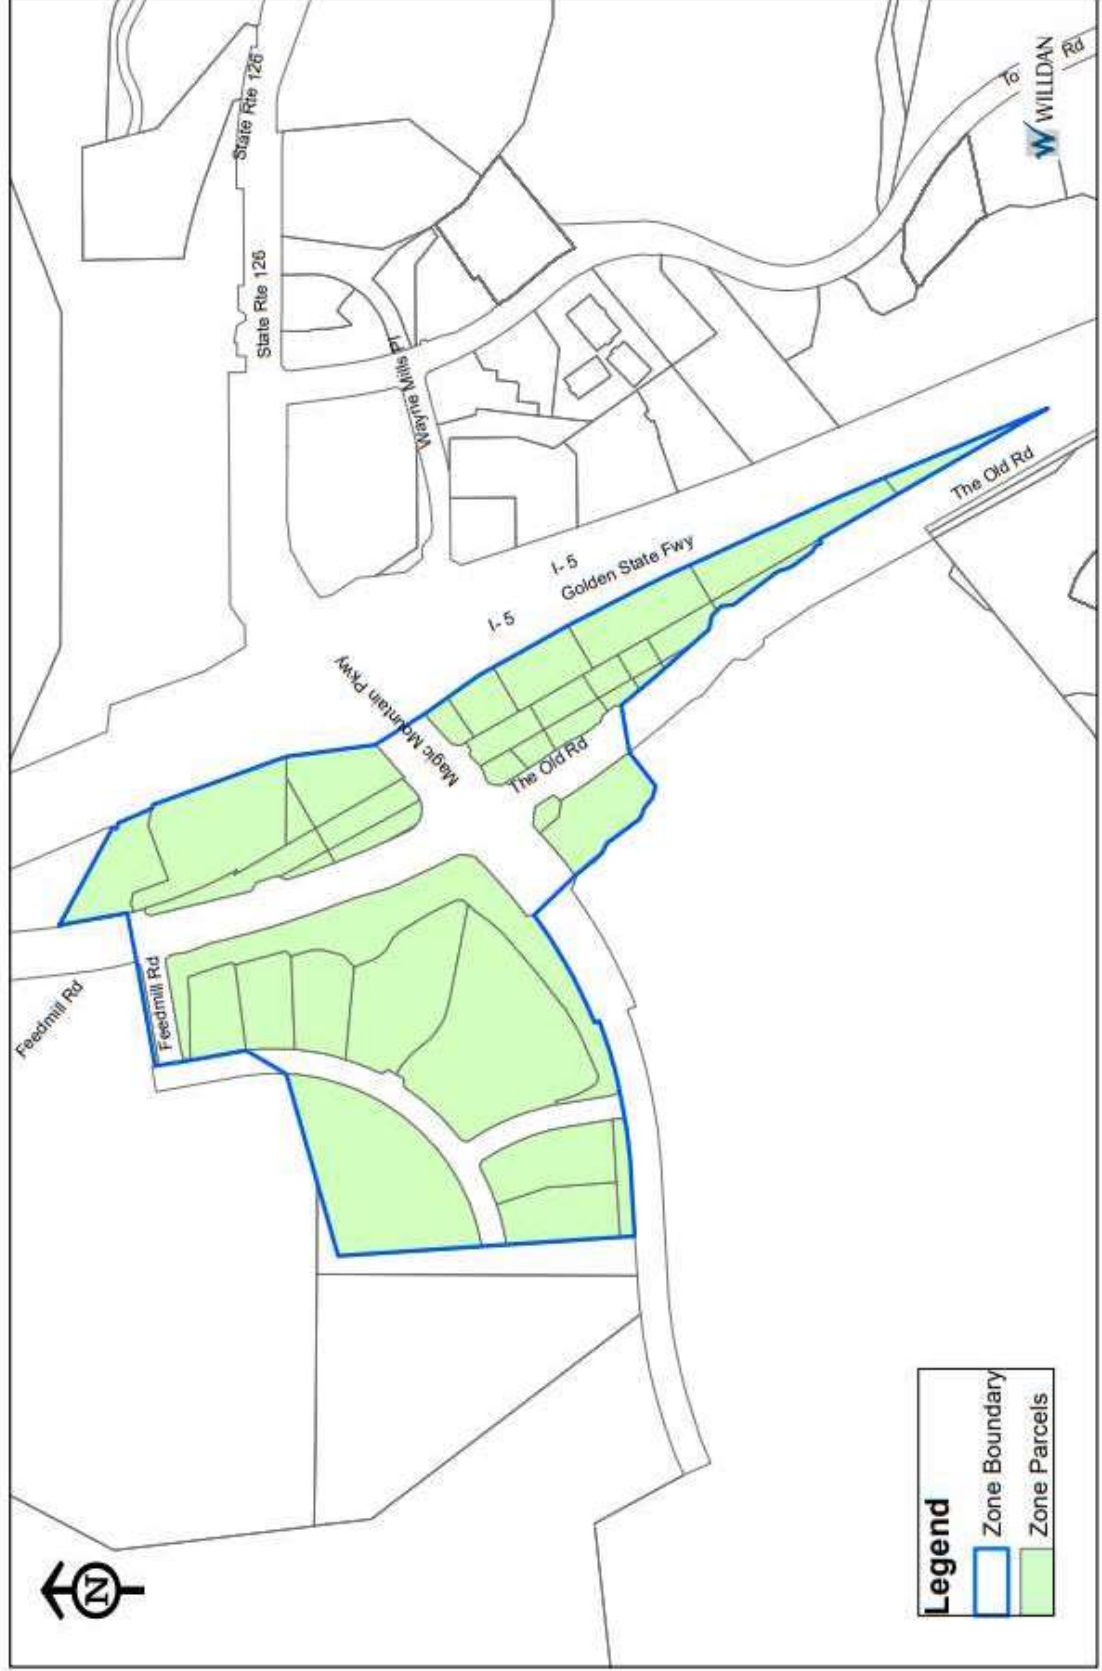 State Rte 126
State Rte 126
To
Rd
WILLDAN
Wayne Mills Pl
I-5
Golden State Fwy
I-5
Magic Mountain Pkwy
The Old Rd
The Old Rd
Feedmill Rd
Feedmill Rd
N
Legend
Zone Boundary
Zone Parcels